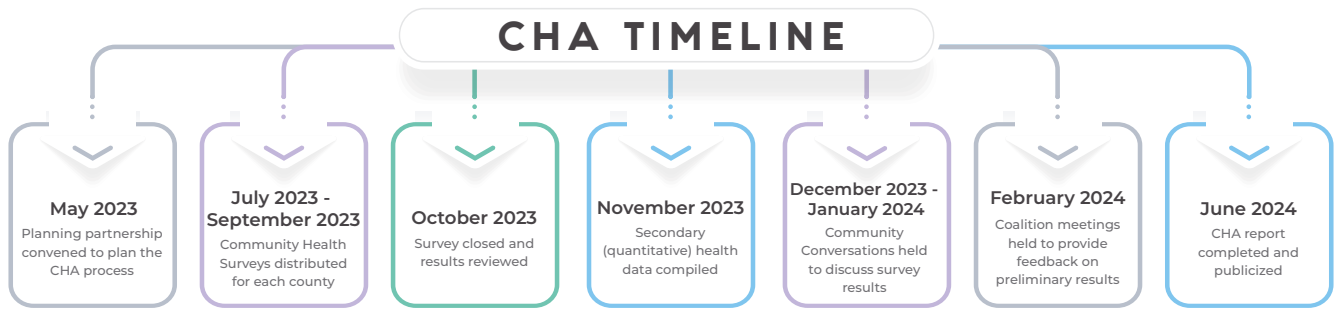 CHA TIMELINE
May 2023
Planning partnership
convened to plan the
CHA process
July 2023 -
September 2023
Community Health
Surveys distributed
for each county
October 2023
Survey closed and
results reviewed
November 2023
Secondary
(quantitative) health
data compiled
December 2023 -
January 2024
Community
Conversations held
to discuss survey
results
February 2024
Coalition meetings
held to provide
feedback on
preliminary results
June 2024
CHA report
completed and
publicized